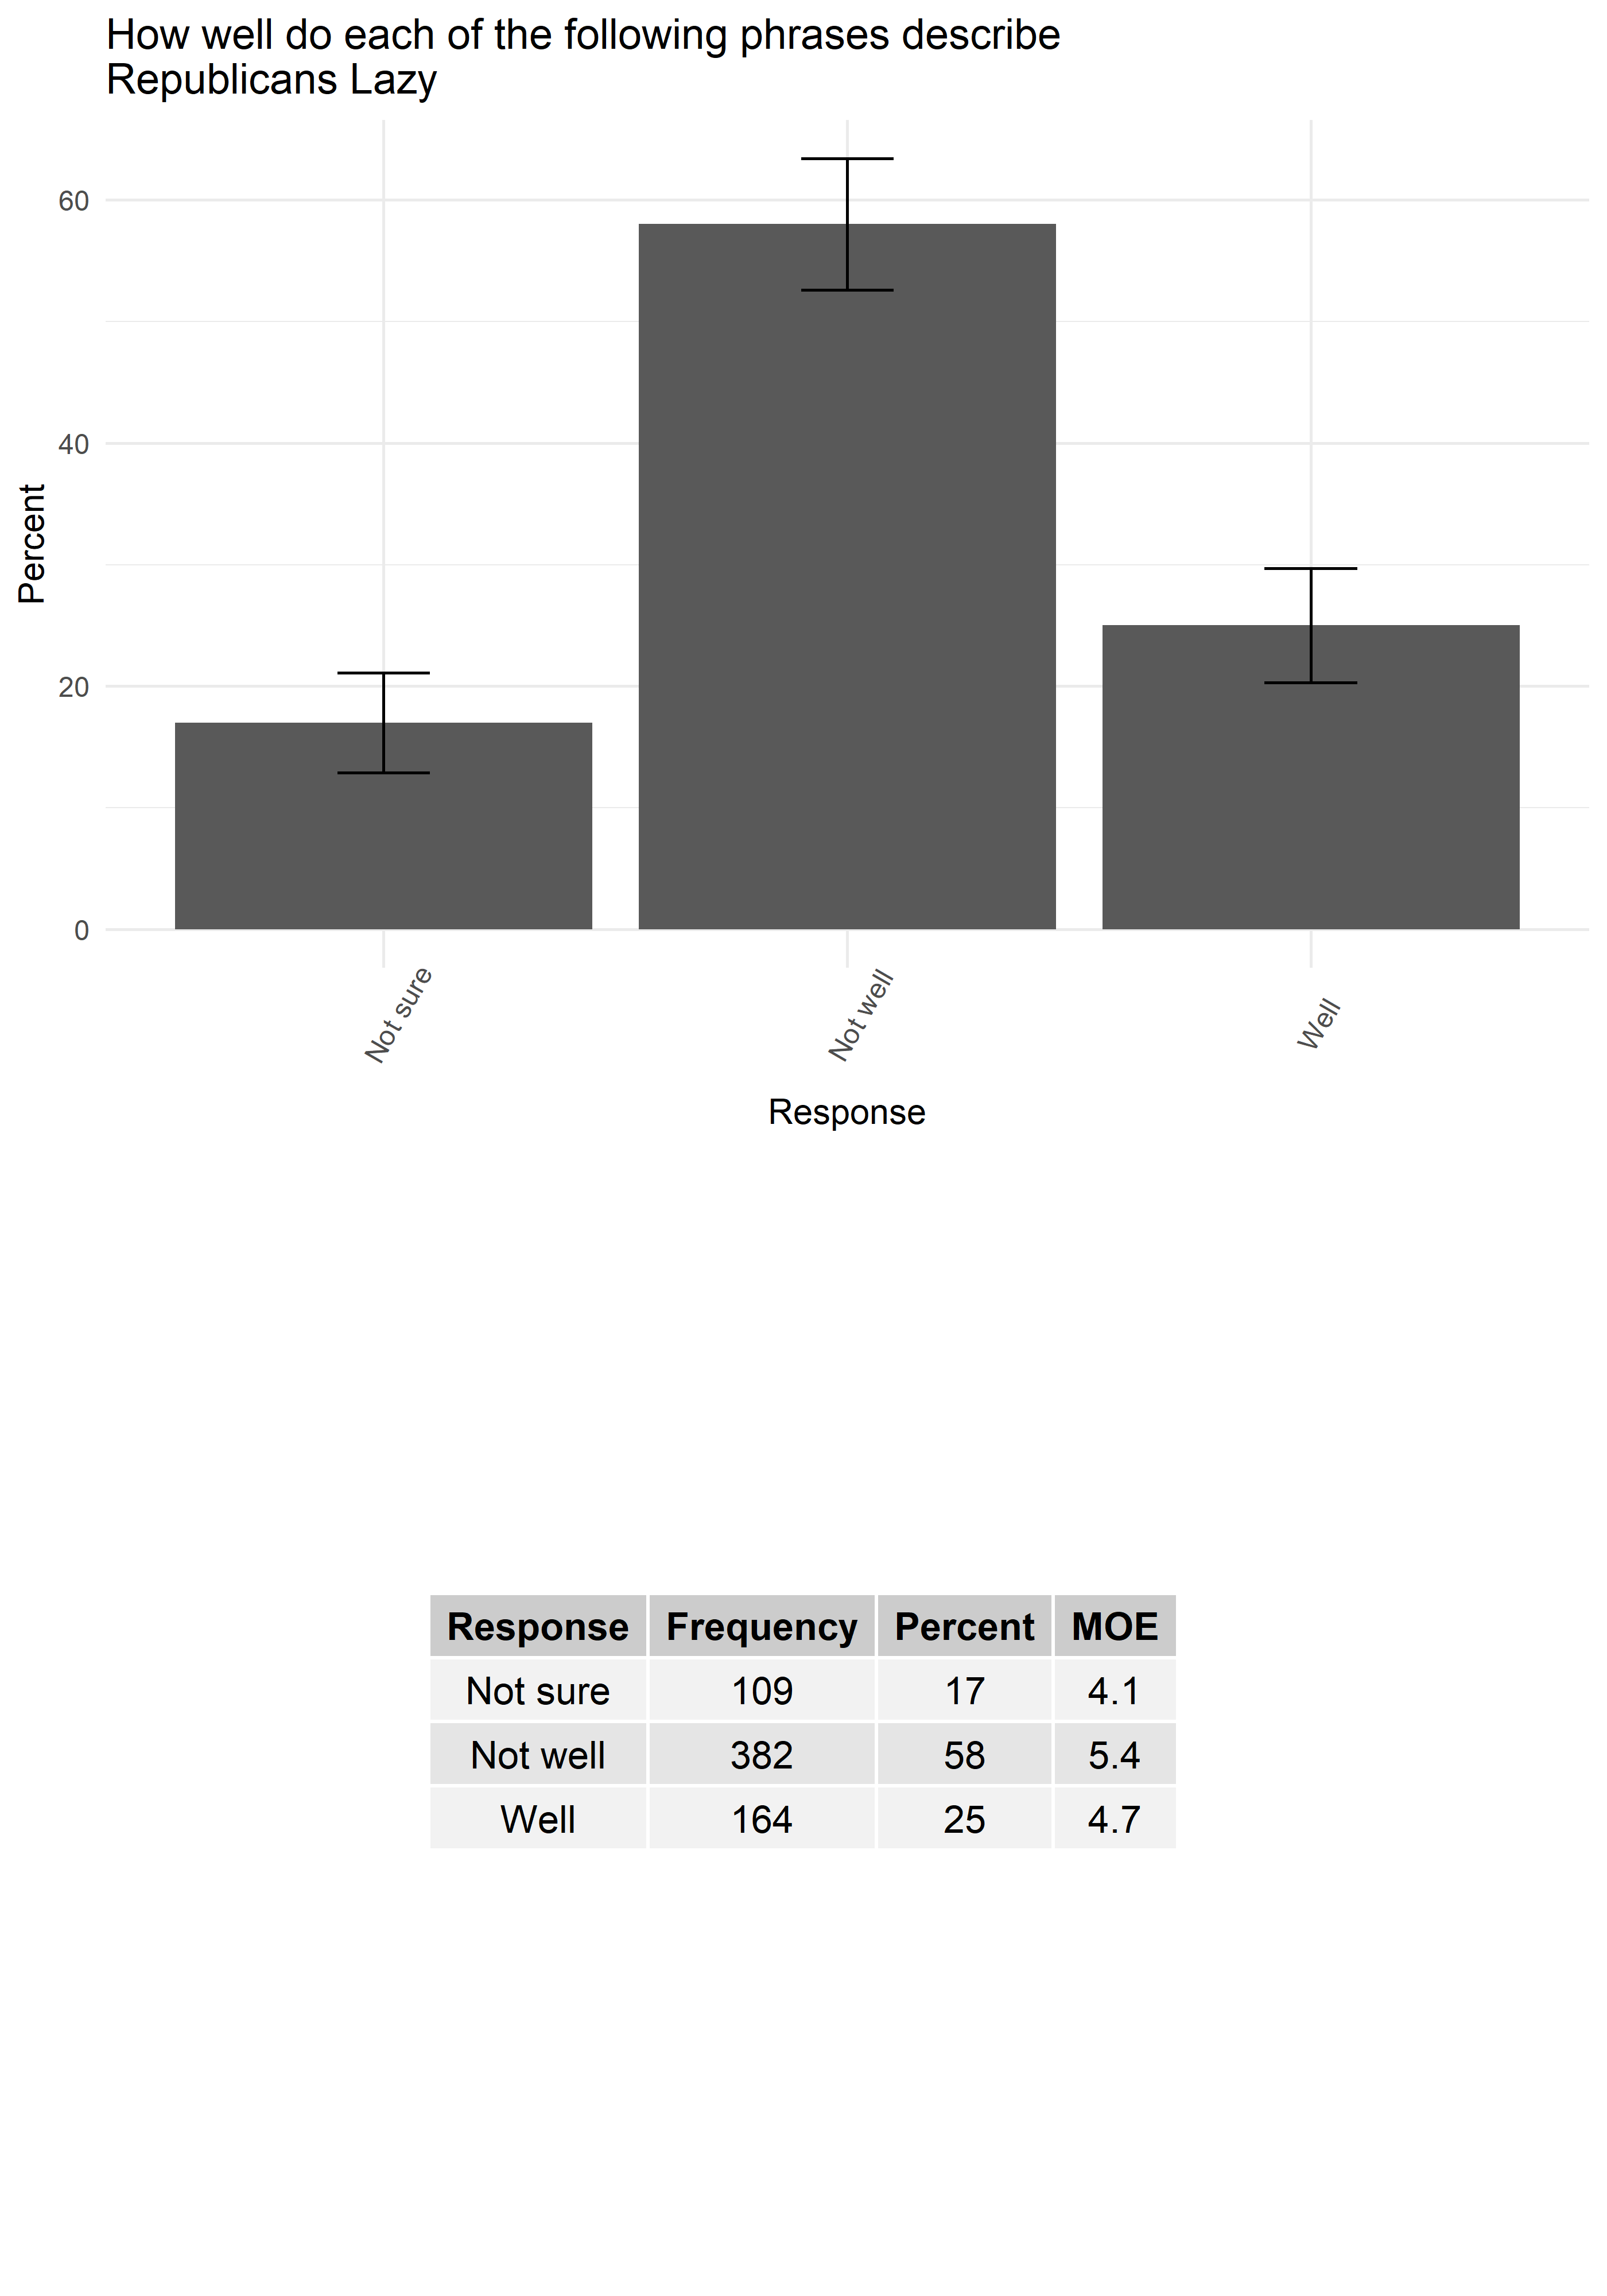 How well do each of the following phrases describe
Republicans Lazy
Percent
60
40
20
0
Not sure
Not well
Well
Response
Response Frequency Percent MOE
Not sure 109 17 4.1
Not well 382 58 5.4
Well 164 25 4.7